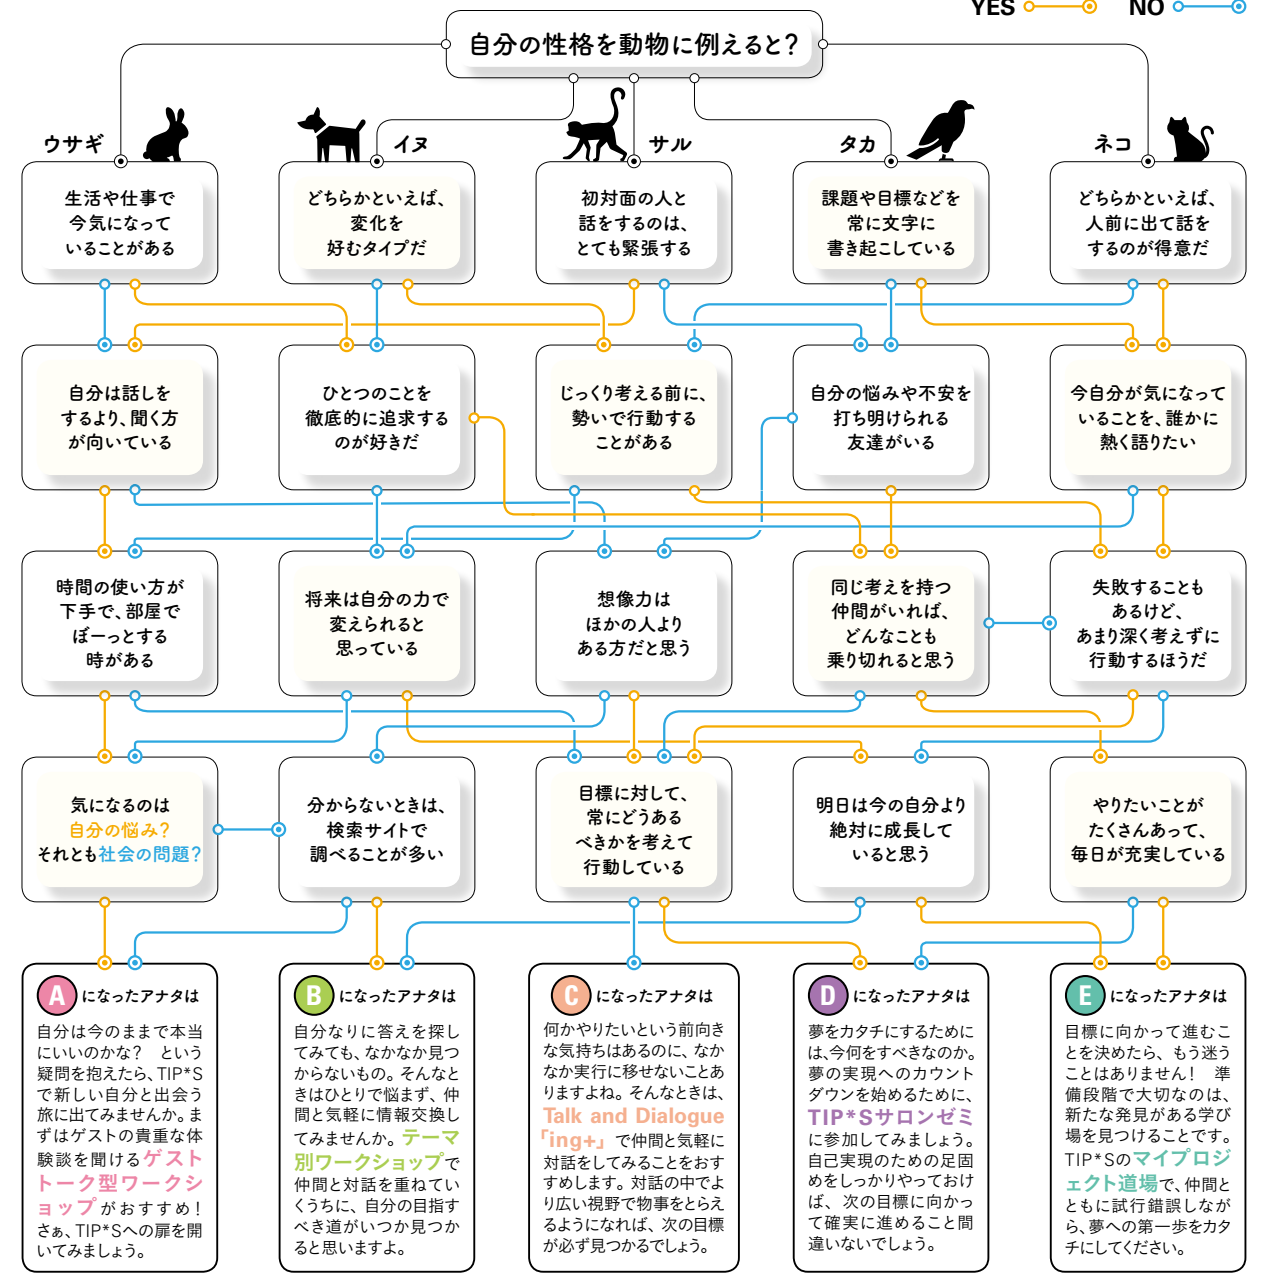 YES
NO
自分の性格を動物に例えると?
ウサギ
イヌ
サル
タカ
ネコ
生活や仕事で
今気になって
いることがある
どちらかといえば、
変化を
好むタイプだ
初対面の人と
話をするのは、
とても緊張する
課題や目標などを
常に文字に
書き起こしている
どちらかといえば、
人前に出て話を
するのが得意だ
自分は話しを
するより、聞く方
が向いている
ひとつのことを
徹底的に追求する
のが好きだ
じっくり考える前に、
勢いで行動する
ことがある
自分の悩みや不安を
打ち明けられる
友達がいる
今自分が気になって
いることを、誰かに
熱く語りたい
時間の使い方が
下手で、部屋で
ぼーっとする
時がある
将来は自分の力で
変えられると
思っている
想像力は
ほかの人より
ある方だと思う
同じ考えを持つ
仲間がいれば、
どんなことも
乗り切れると思う
失敗することも
あるけど、
あまり深く考えずに
行動するほうだ
気になるのは
自分の悩み?
それとも社会の問題?
分からないときは、
検索サイトで
調べることが多い
目標に対して、
常にどうある
べきかを考えて
行動している
明日は今の自分より
絶対に成長して
いると思う
やりたいことが
たくさんあって、
毎日が充実している
A になったアナタは
自分は今のままで本当
にいいのかな? という
疑問を抱えたら、TIP*S
で新しい自分と出会う
旅に出てみませんか。ま
ずはゲストの貴重な体
験談を聞けるゲスト
トーク型ワークシ
ョップがおすすめ!
さぁ、TIP*Sへの扉を開
いてみましょう。
B になったアナタは
自分なりに答えを探し
てみても、なかなか見つ
からないもの。そんなと
きはひとりで悩まず、仲
間と気軽に情報交換し
てみませんか。テーマ
別ワークショップで
仲間と対話を重ねてい
くうちに、自分の目指す
べき道がいつか見つか
ると思いますよ。
C になったアナタは
何かやりたいという前向き
な気持ちはあるのに、なか
なか実行に移せないことあ
りますよね。そんなときは、
Talk and Dialogue
「ing+」で仲間と気軽に
対話をしてみることをおす
すめします。対話の中でよ
り広い視野で物事をとらえ
るようになれば、次の目標
が必ず見つかるでしょう。
D になったアナタは
夢をカタチにするために
は、今何をすべきなのか。
夢の実現へのカウント
ダウンを始めるために、
TIP*Sサロンゼミ
に参加してみましょう。
自己実現のための足固
めをしっかりやっておけ
ば、次の目標に向かっ
て確実に進めること間
違いないでしょう。
E になったアナタは
目標に向かって進むこ
とを決めたら、もう迷う
ことはありません! 準
備段階で大切なのは、
新たな発見がある学び
場を見つけることです。
TIP*Sのマイプロジ
ェクト道場で、仲間と
ともに試行錯誤しなが
ら、夢への第一歩をカタ
チにしてください。